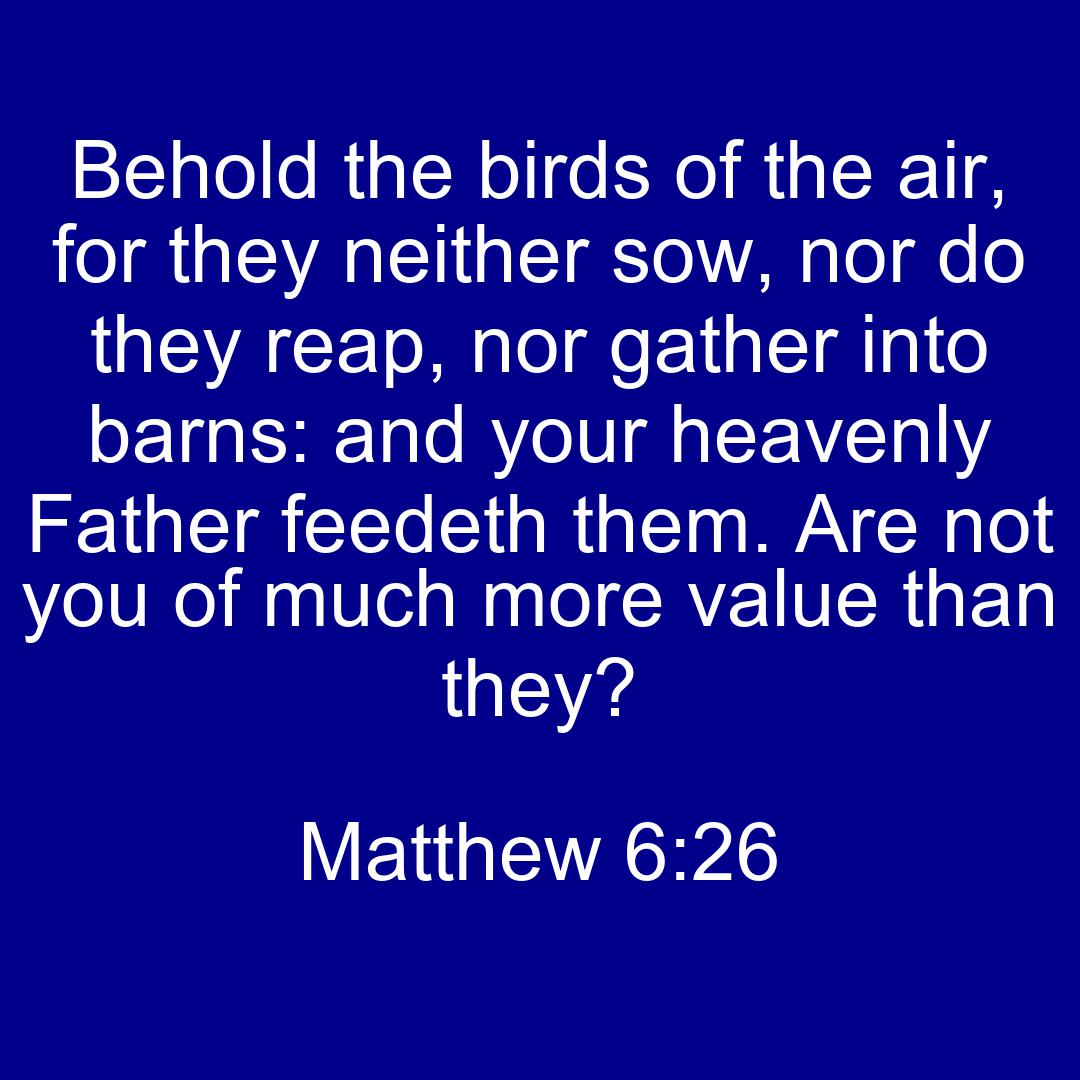 Behold the birds of the air,
for they neither sow, nor do
they reap, nor gather into
barns: and your heavenly
Father feedeth them. Are not
you of much more value than
they?
Matthew 6:26